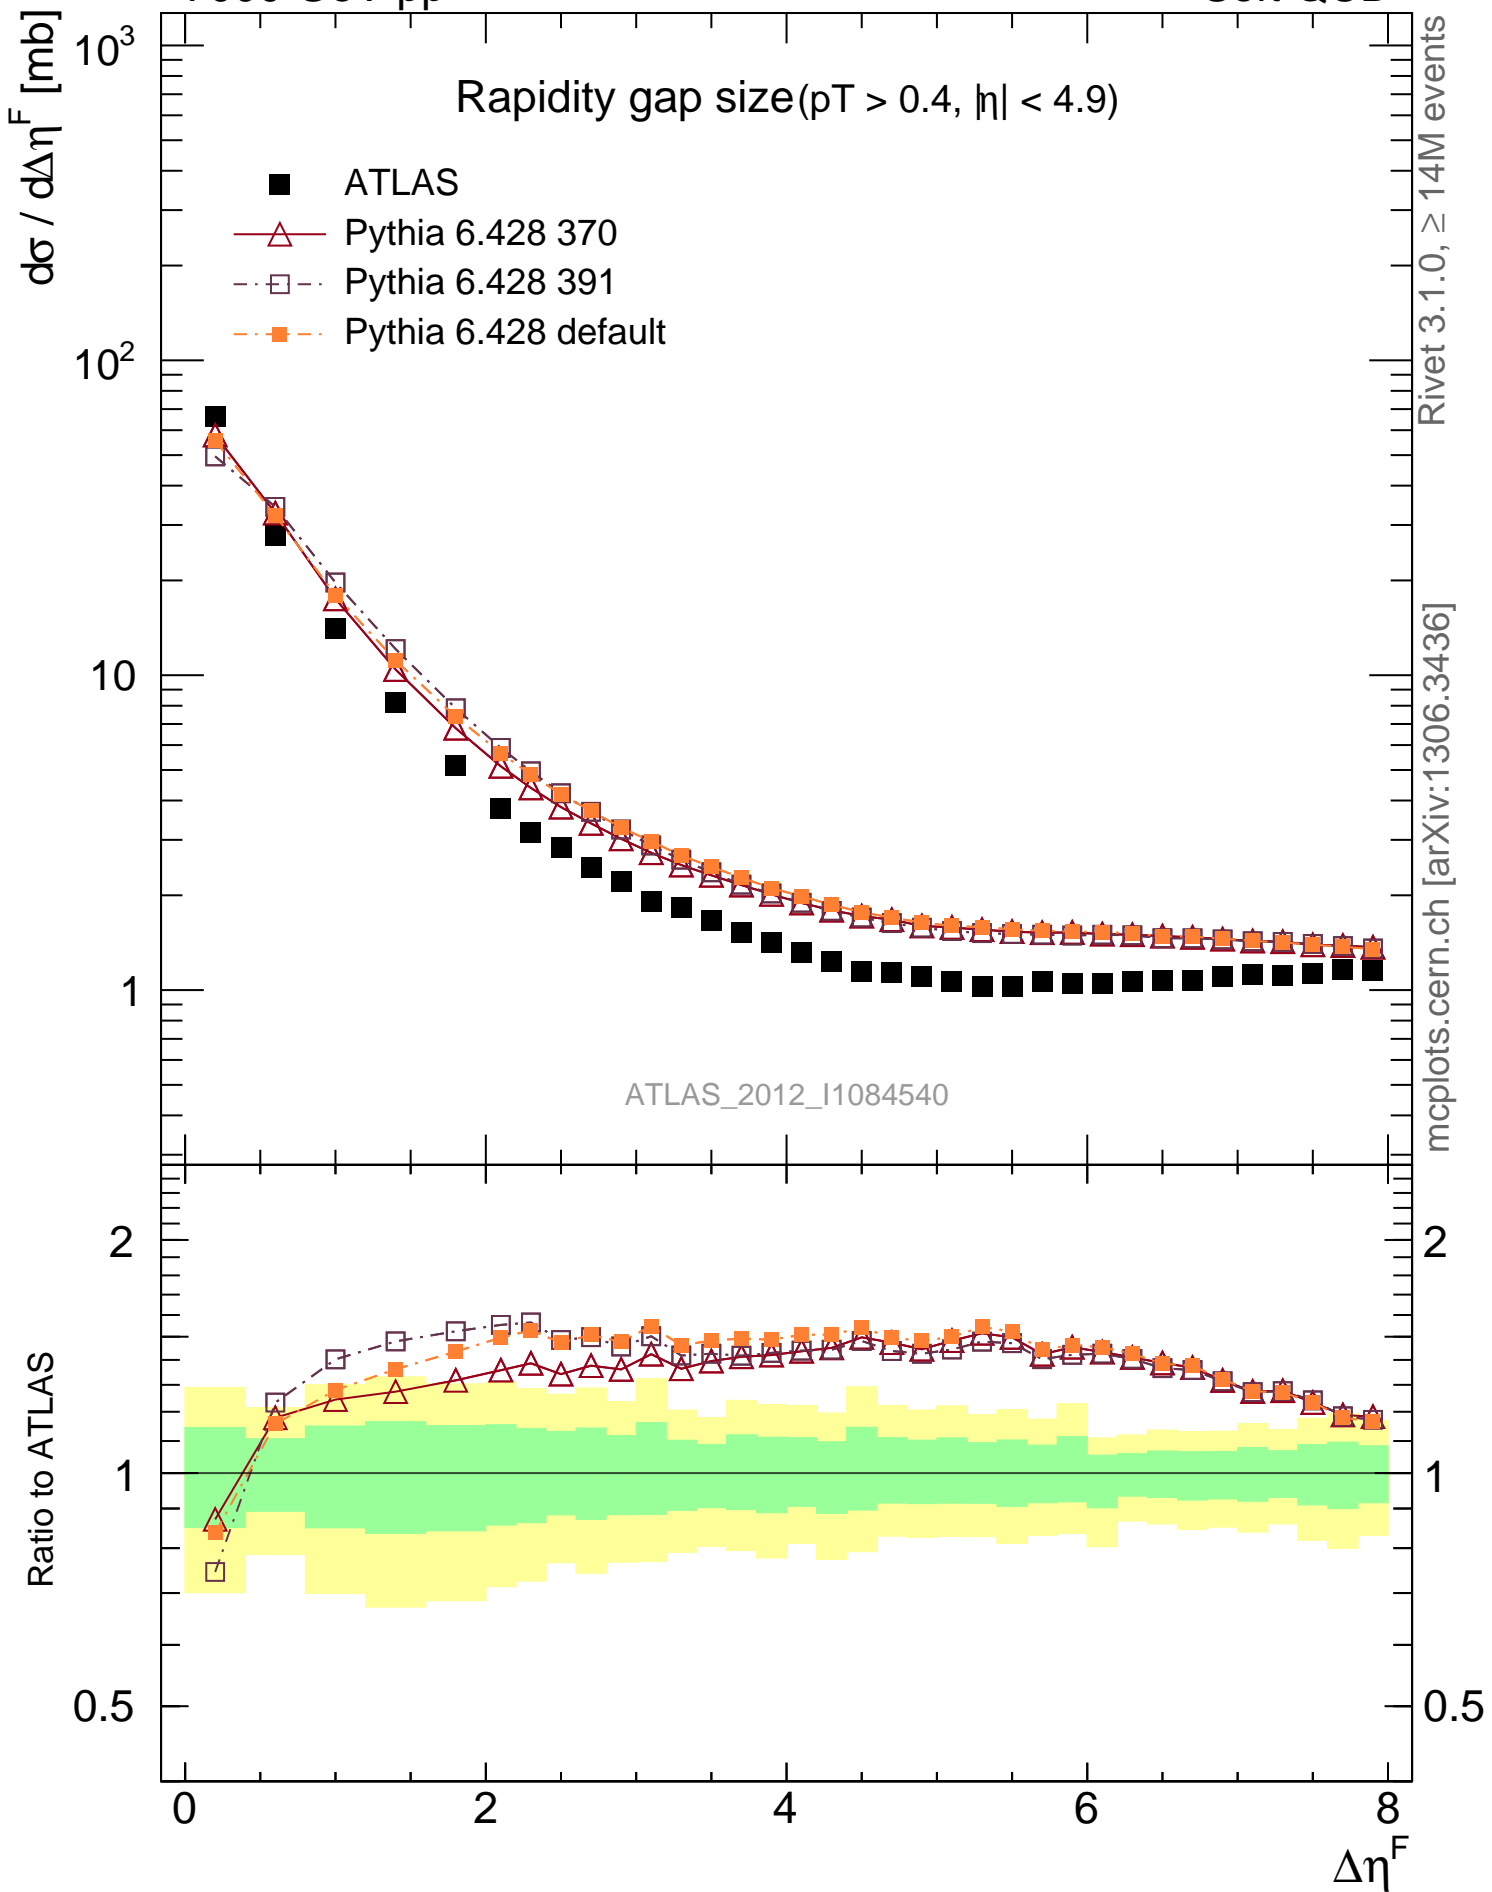 dσ / dΔη^F [mb]
10^3
10^2
10
1
Rapidity gap size (pT > 0.4, |η| < 4.9)
ATLAS
Pythia 6.428 370
Pythia 6.428 391
Pythia 6.428 default
ATLAS_2012_I1084540
Rivet 3.1.0, ≥ 14M events
mcplots.cern.ch [arXiv:1306.3436]
Ratio to ATLAS
2
1
0.5
2
1
0.5
0 2 4 6 8
Δη^F